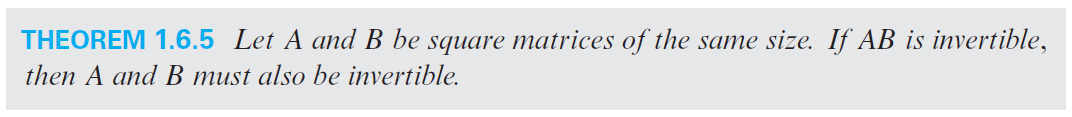 THEOREM 1.6.5 Let A and B be square matrices of the same size. If AB is invertible,
then A and B must also be invertible.